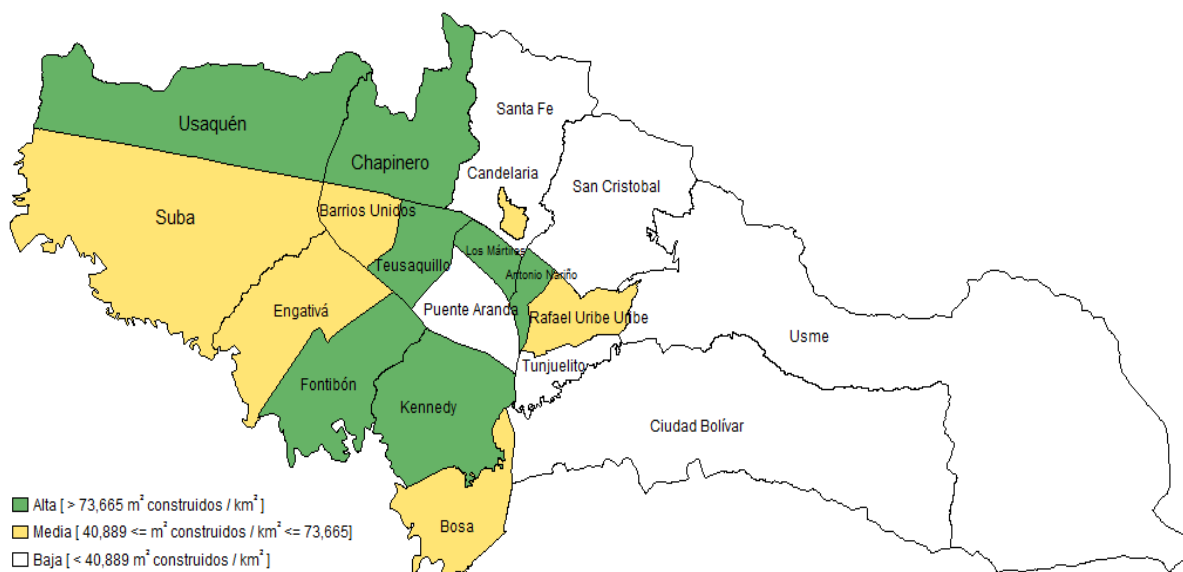 Santa Fe
Usaquén
Chapinero
Candelaria
San Cristobal
Suba
Barrios Unidos
Los Mártires
Teusaquillo
Antonio Nariño
Engativá
Puente Aranda
Rafael Uribe Uribe
Usme
Tunjuelito
Fontibón
Kennedy
Ciudad Bolívar
Bosa
Alta [ > 73,665 m² construidos / km² ]
Media [ 40,889 <= m² construidos / km² <= 73,665]
Baja [ < 40,889 m² construidos / km² ]